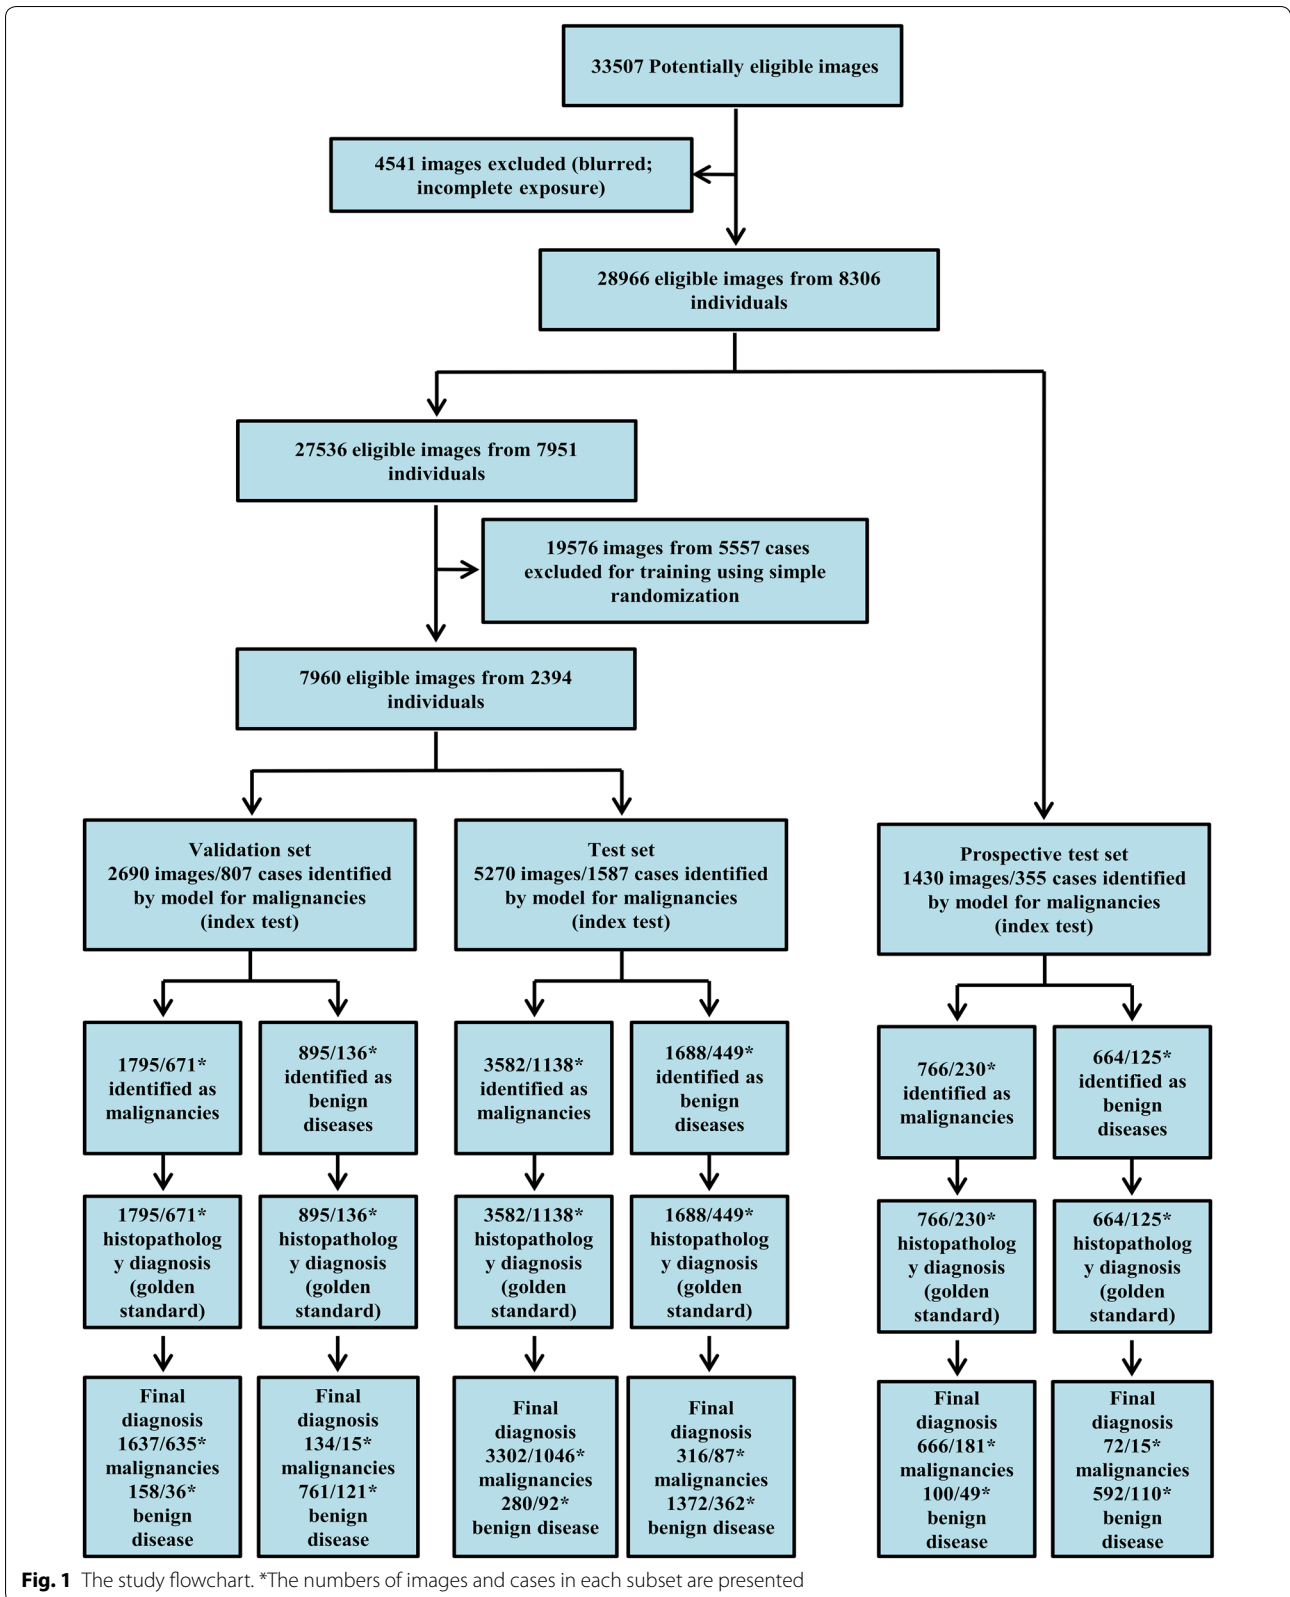 33507 Potentially eligible images
4541 images excluded (blurred;
incomplete exposure)
28966 eligible images from 8306
individuals
27536 eligible images from 7951
individuals
19576 images from 5557 cases
excluded for training using simple
randomization
7960 eligible images from 2394
individuals
Validation set
2690 images/807 cases identified
by model for malignancies
(index test)
Test set
5270 images/1587 cases identified
by model for malignancies
(index test)
Prospective test set
1430 images/355 cases identified
by model for malignancies
(index test)
1795/671*
identified as
malignancies
895/136*
identified as
benign
diseases
3582/1138*
identified as
malignancies
1688/449*
identified as
benign
diseases
766/230*
identified as
malignancies
664/125*
identified as
benign
diseases
1795/671*
histopatholog
y diagnosis
(golden
standard)
895/136*
histopatholog
y diagnosis
(golden
standard)
3582/1138*
histopatholog
y diagnosis
(golden
standard)
1688/449*
histopatholog
y diagnosis
(golden
standard)
766/230*
histopatholog
y diagnosis
(golden
standard)
664/125*
histopatholog
y diagnosis
(golden
standard)
Final
diagnosis
1637/635*
malignancies
158/36*
benign
disease
Final
diagnosis
134/15*
malignancies
761/121*
benign
disease
Final
diagnosis
3302/1046*
malignancies
280/92*
benign disease
Final
diagnosis
316/87*
malignancies
1372/362*
benign disease
Final
diagnosis
666/181*
malignancies
100/49*
benign
disease
Final
diagnosis
72/15*
malignancies
592/110*
benign
disease
Fig. 1 The study flowchart. *The numbers of images and cases in each subset are presented